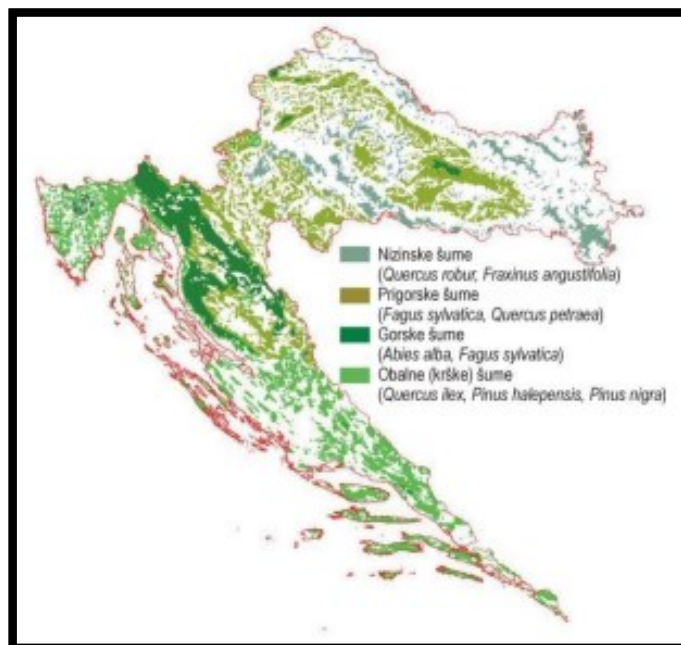 Nizinske šume
(Quercus robur, Fraxinus angustifolia)
Prigorske šume
(Fagus sylvatica, Quercus petraea)
Gorske šume
(Abies alba, Fagus sylvatica)
Obalne (krške) šume
(Quercus ilex, Pinus halepensis, Pinus nigra)